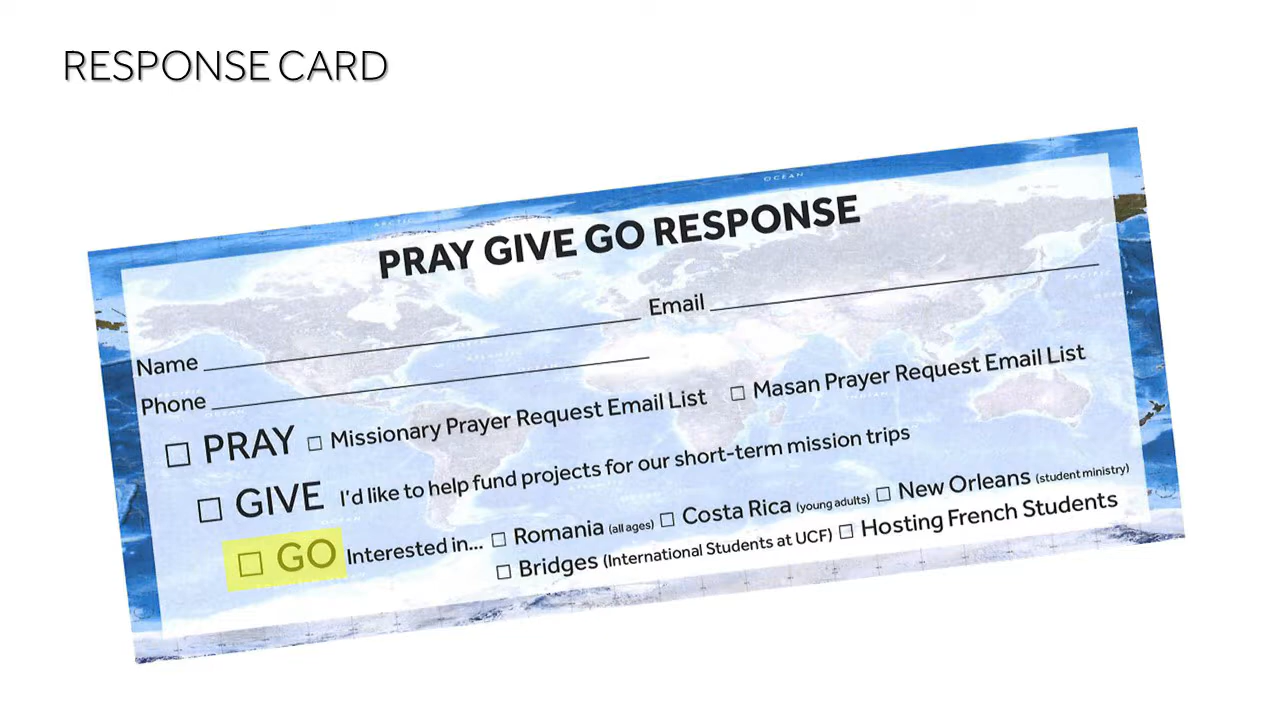 RESPONSE CARD
OCEAN
ARCTIC
PRAY GIVE GO RESPONSE
Name Email
Phone
☐ PRAY ☐ Missionary Prayer Request Email List ☐ Masan Prayer Request Email List
☐ GIVE I'd like to help fund projects for our short-term mission trips
☐ GO Interested in... ☐ Romania (all ages) ☐ Costa Rica (young adults) ☐ New Orleans (student ministry)
☐ Bridges (International Students at UCF) ☐ Hosting French Students